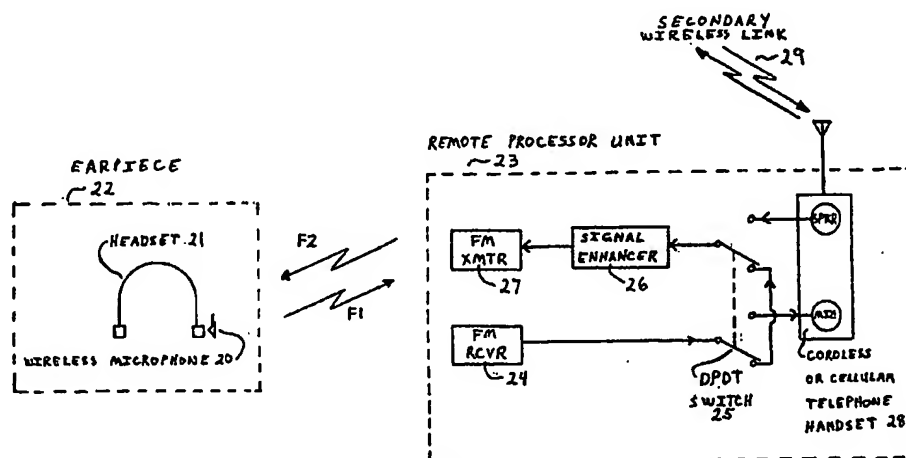 SECONDARY
WIRELESS LINK
29
REMOTE PROCESSOR UNIT
23
EARPIECE
22
HEADSET 21
F2
F1
WIRELESS MICROPHONE 20
FM
XMTR
27
SIGNAL
ENHANCER
26
SPKR
FM
RCVR
24
DPDT
SWITCH
25
CORDLESS
OR CELLULAR
TELEPHONE
HANDSET 28